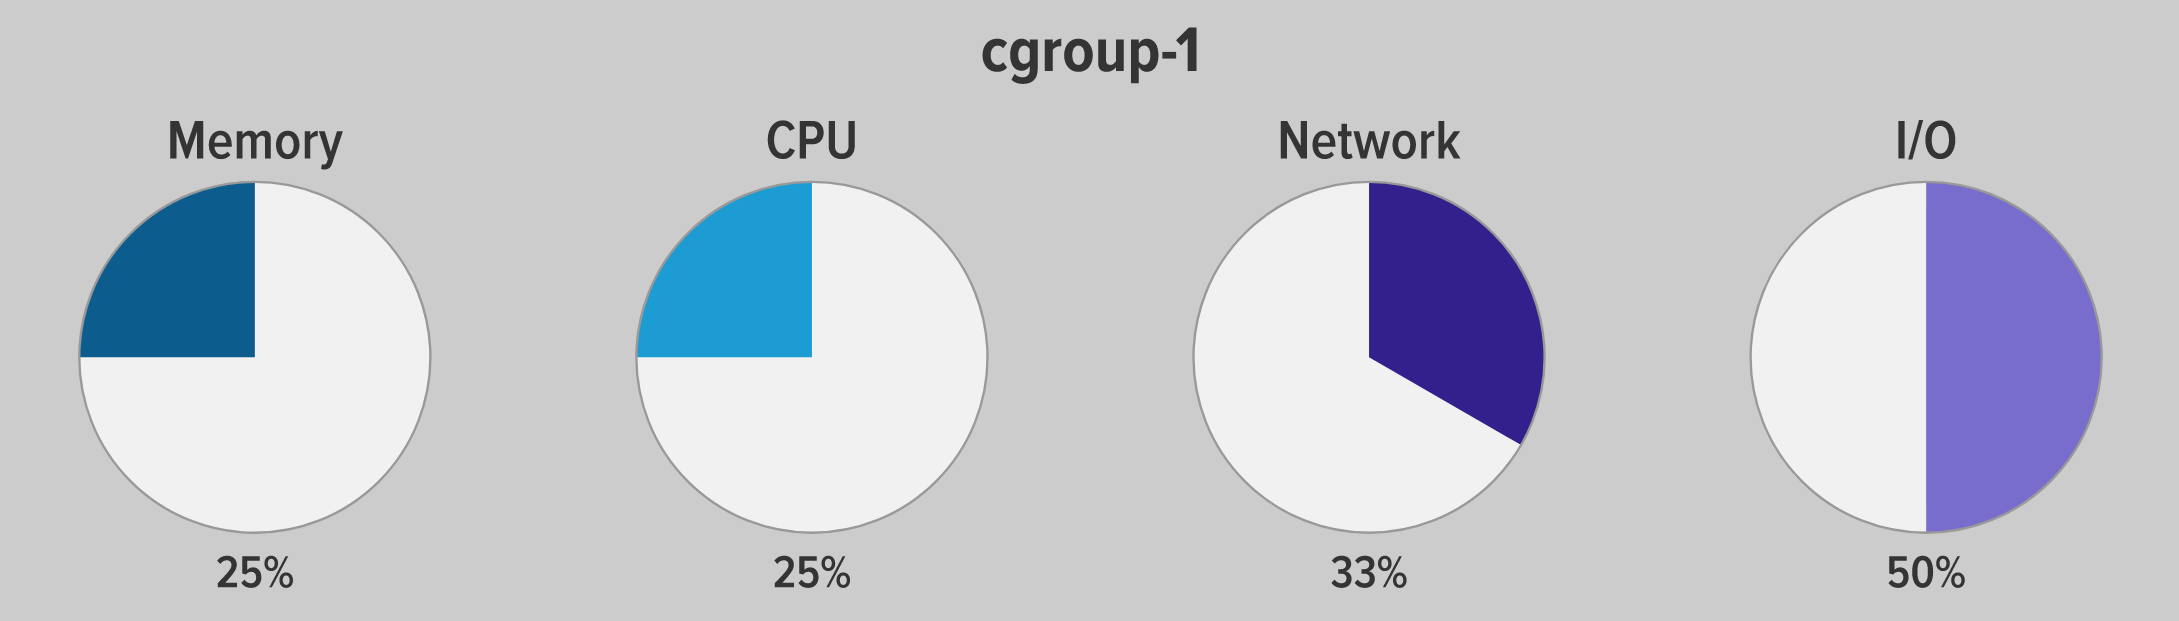 cgroup-1
Memory CPU Network I/O
25% 25% 33% 50%